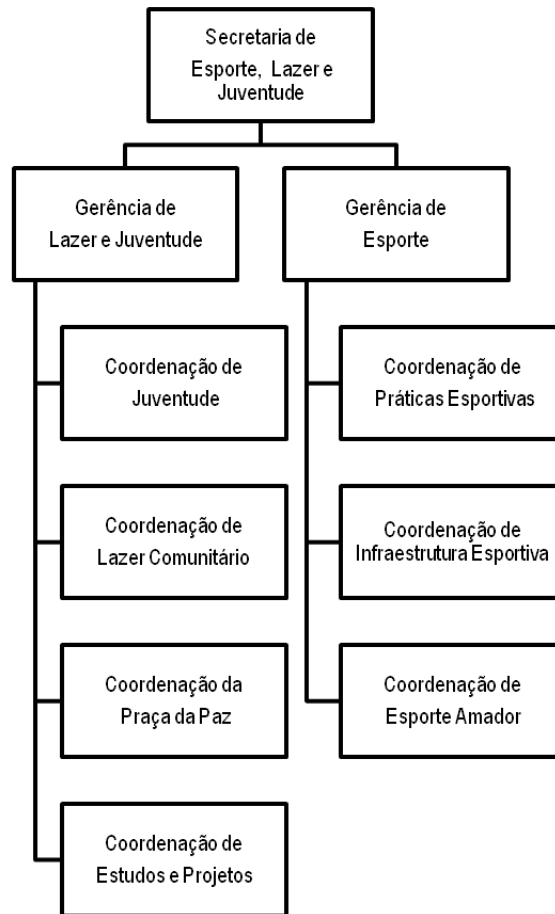 Secretaria de
Esporte, Lazer e
Juventude
Gerência de
Lazer e Juventude
Gerência de
Esporte
Coordenação de
Juventude
Coordenação de
Práticas Esportivas
Coordenação de
Lazer Comunitário
Coordenação de
Infraestrutura Esportiva
Coordenação da
Praça da Paz
Coordenação de
Esporte Amador
Coordenação de
Estudos e Projetos